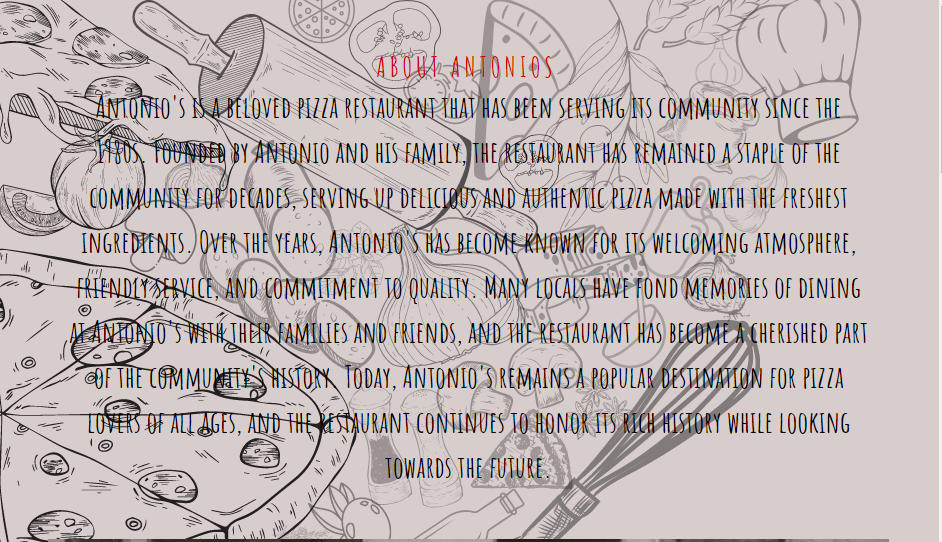 ABOUT ANTONIOS
ANTONIO'S IS A BELOVED PIZZA RESTAURANT THAT HAS BEEN SERVING ITS COMMUNITY SINCE THE
1980S. FOUNDED BY ANTONIO AND HIS FAMILY, THE RESTAURANT HAS REMAINED A STAPLE OF THE
COMMUNITY FOR DECADES, SERVING UP DELICIOUS AND AUTHENTIC PIZZA MADE WITH THE FRESHEST
INGREDIENTS. OVER THE YEARS, ANTONIO'S HAS BECOME KNOWN FOR ITS WELCOMING ATMOSPHERE,
FRIENDLY SERVICE, AND COMMITMENT TO QUALITY. MANY LOCALS HAVE FOND MEMORIES OF DINING
AT ANTONIO'S WITH THEIR FAMILIES AND FRIENDS, AND THE RESTAURANT HAS BECOME A CHERISHED PART
OF THE COMMUNITY'S HISTORY. TODAY, ANTONIO'S REMAINS A POPULAR DESTINATION FOR PIZZA
LOVERS OF ALL AGES, AND THE RESTAURANT CONTINUES TO HONOR ITS RICH HISTORY WHILE LOOKING
TOWARDS THE FUTURE.